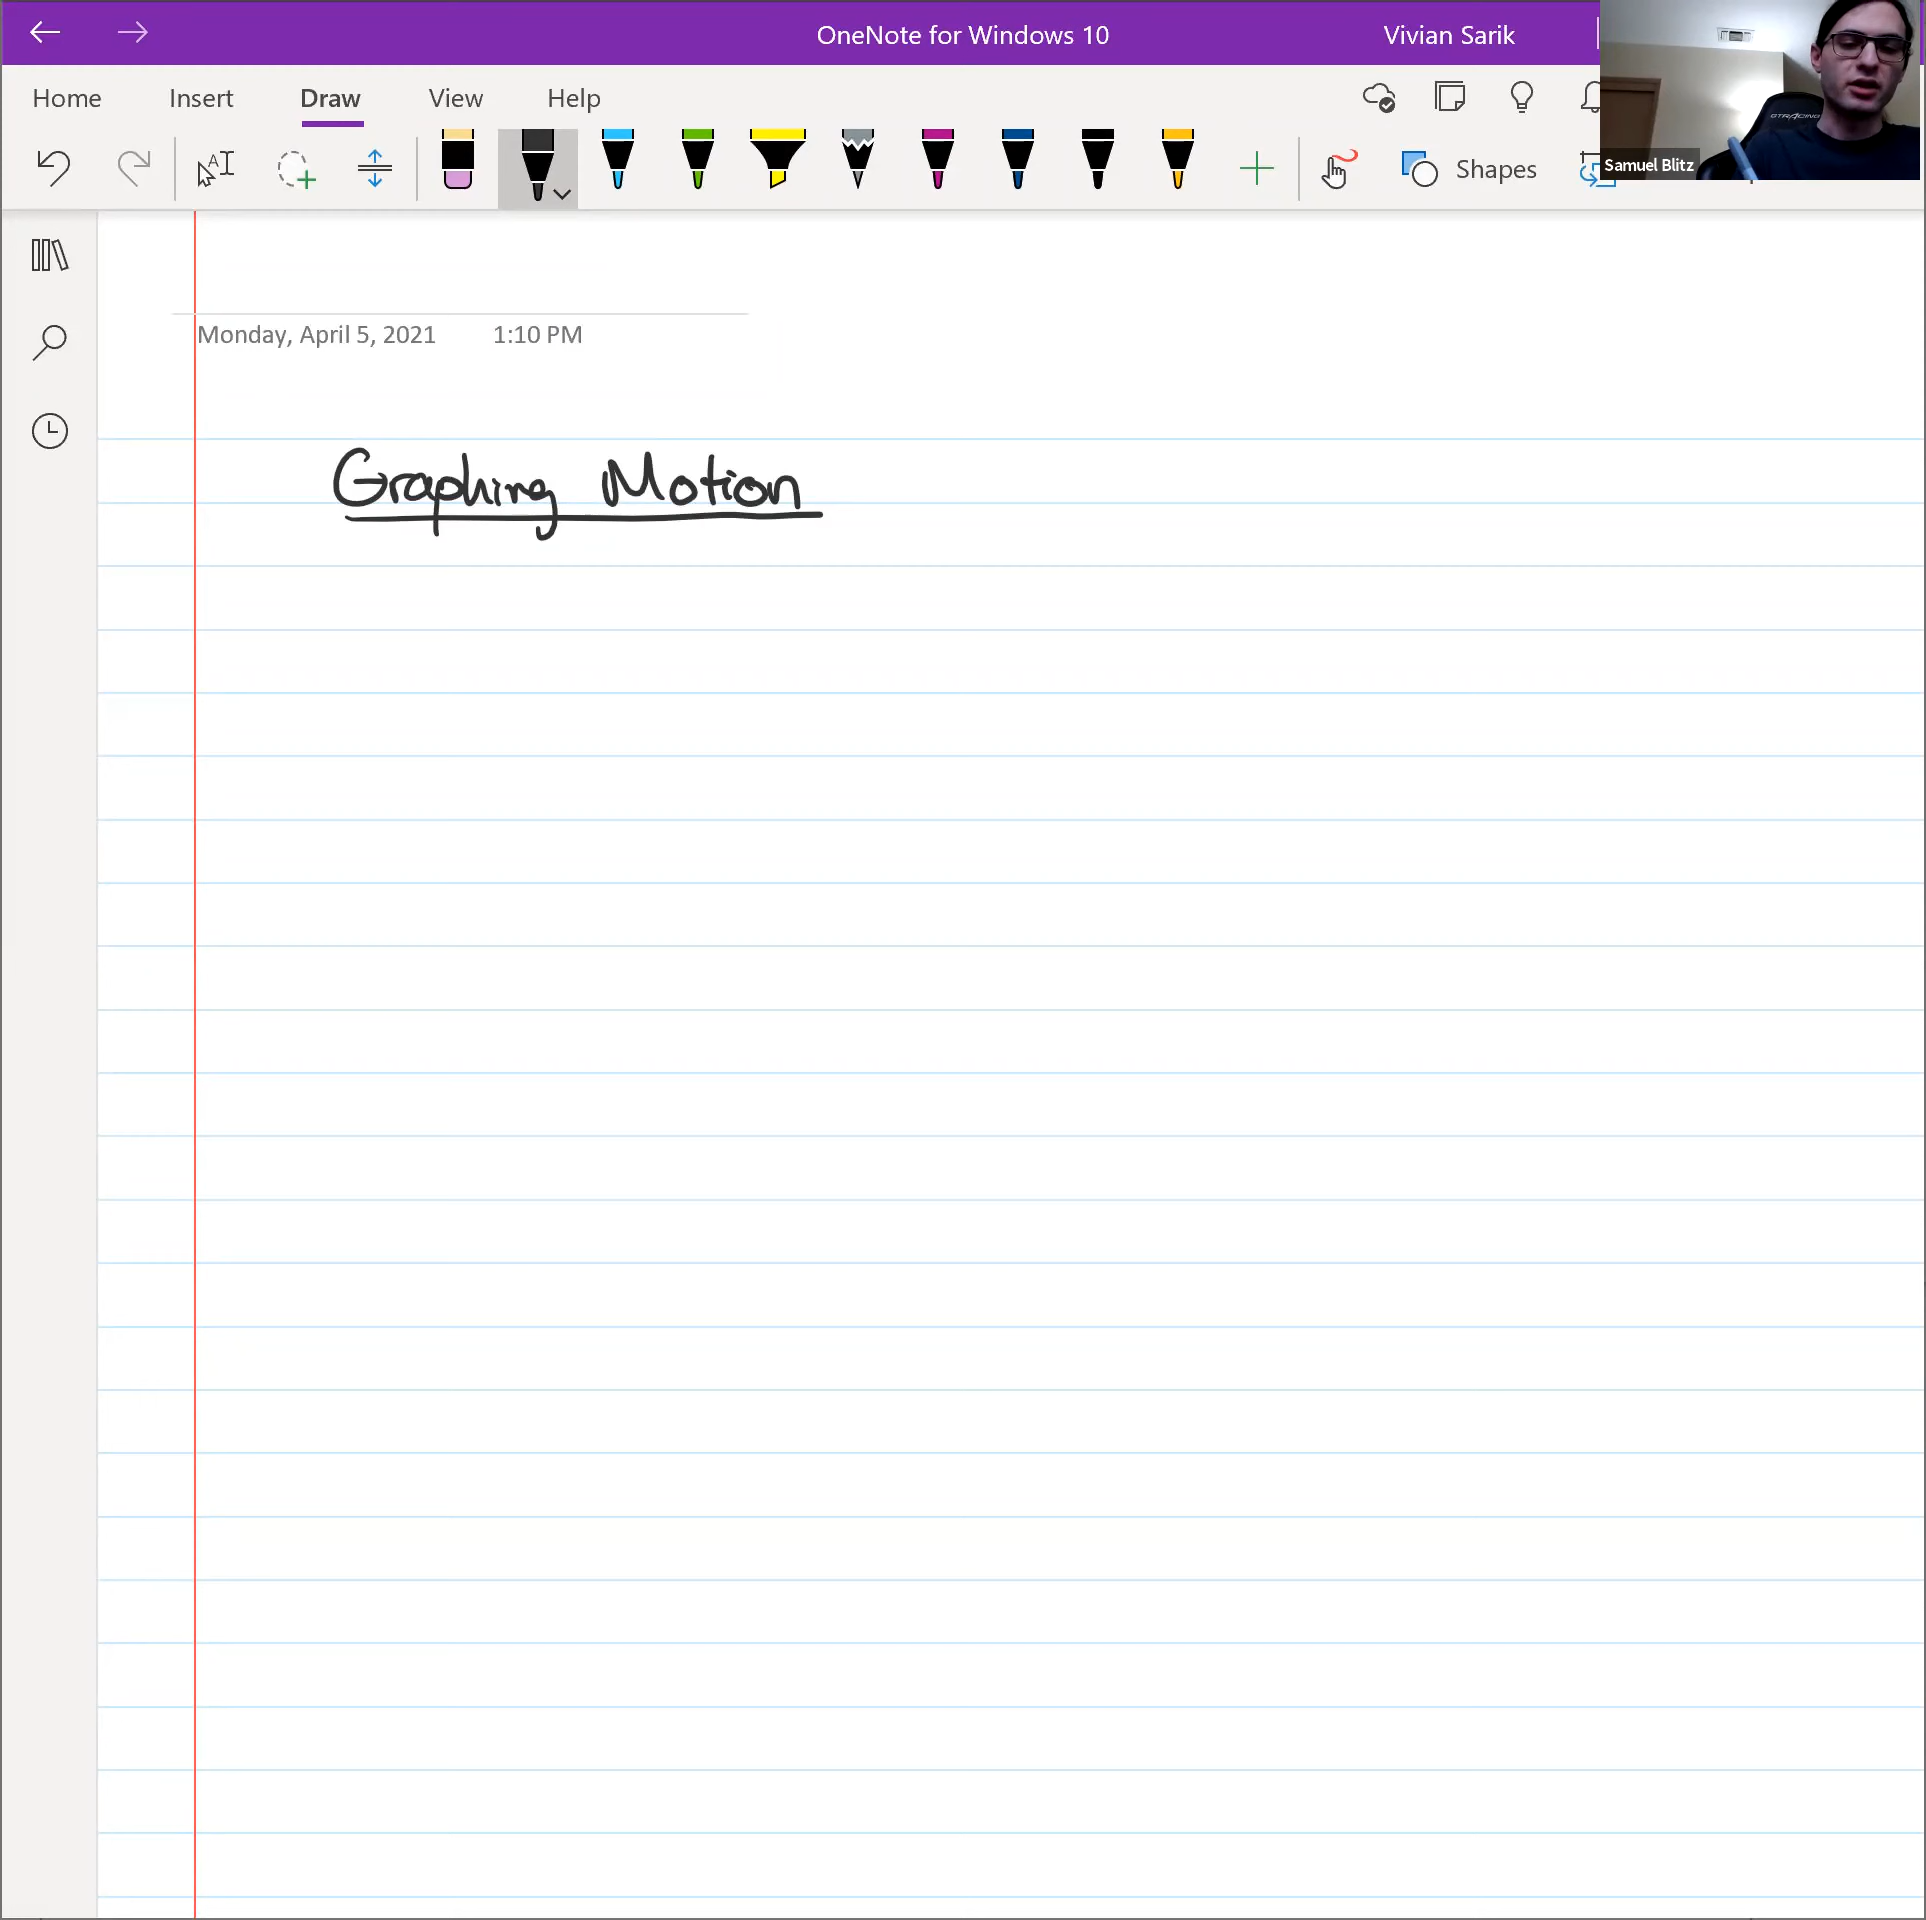 OneNote for Windows 10
Vivian Sarik
Home Insert Draw View Help
Shapes
Samuel Blitz
GTRACING
Monday, April 5, 2021 1:10 PM
Graphing Motion